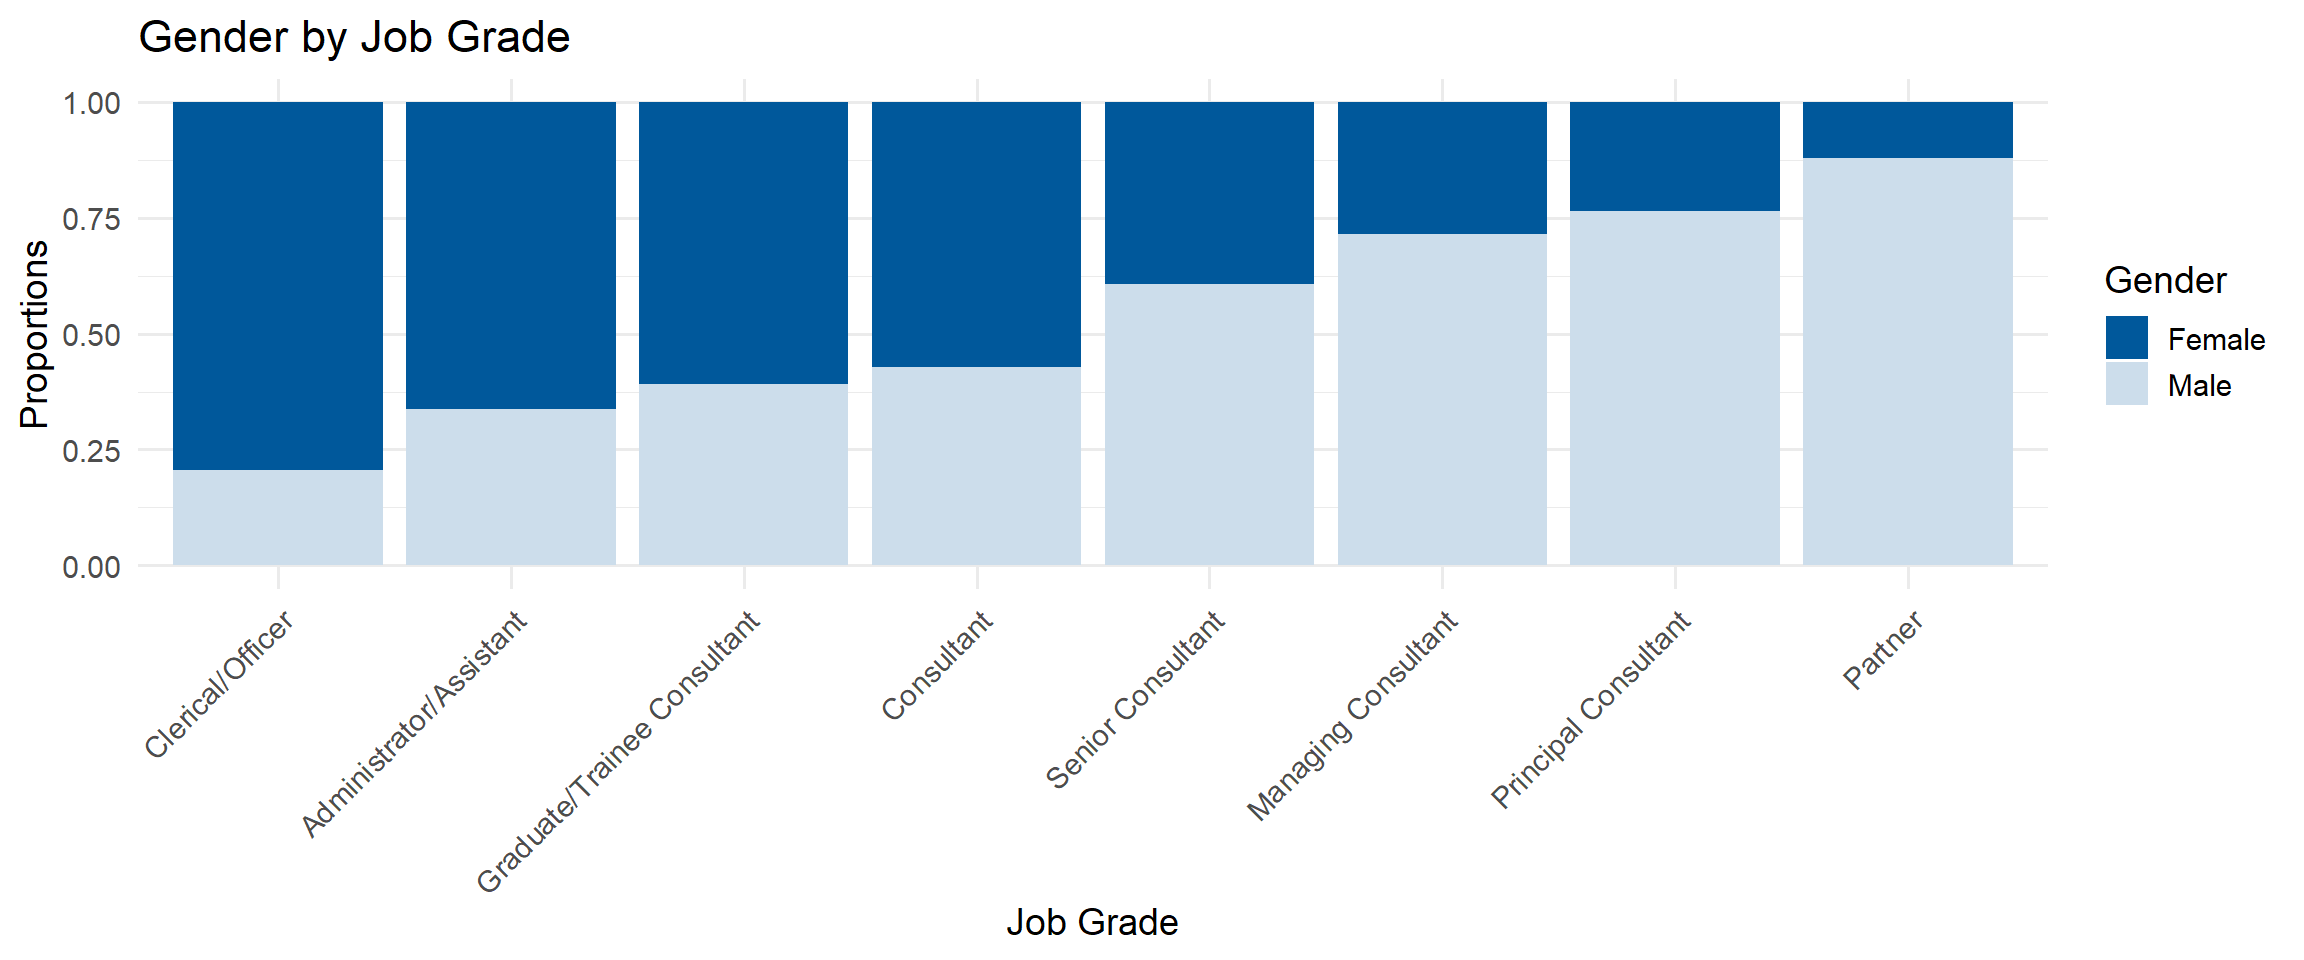 Gender by Job Grade
1.00
0.75
0.50
0.25
0.00
Proportions
Clerical/Officer
Administrator/Assistant
Graduate/Trainee Consultant
Consultant
Senior Consultant
Managing Consultant
Principal Consultant
Partner
Job Grade
Gender
Female
Male